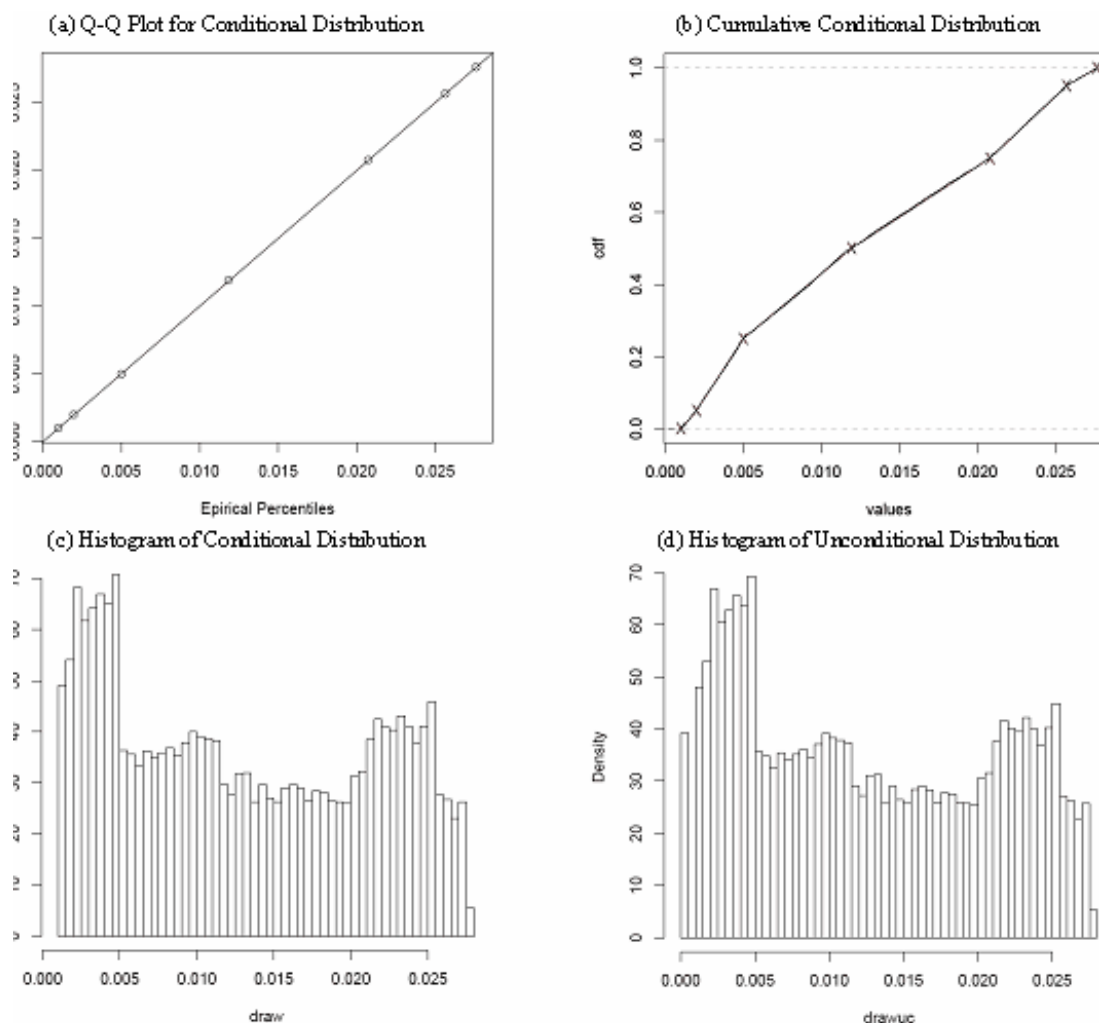 (a) Q-Q Plot for Conditional Distribution
(b) Cumulative Conditional Distribution
0.000 0.005 0.010 0.015 0.020 0.025
Epirical Percentiles
cdf
0.0 0.2 0.4 0.6 0.8 1.0
0.000 0.005 0.010 0.015 0.020 0.025
values
(c) Histogram of Conditional Distribution
(d) Histogram of Unconditional Distribution
0.000 0.005 0.010 0.015 0.020 0.025
draw
Density
0 10 20 30 40 50 60 70
0.000 0.005 0.010 0.015 0.020 0.025
drawuc